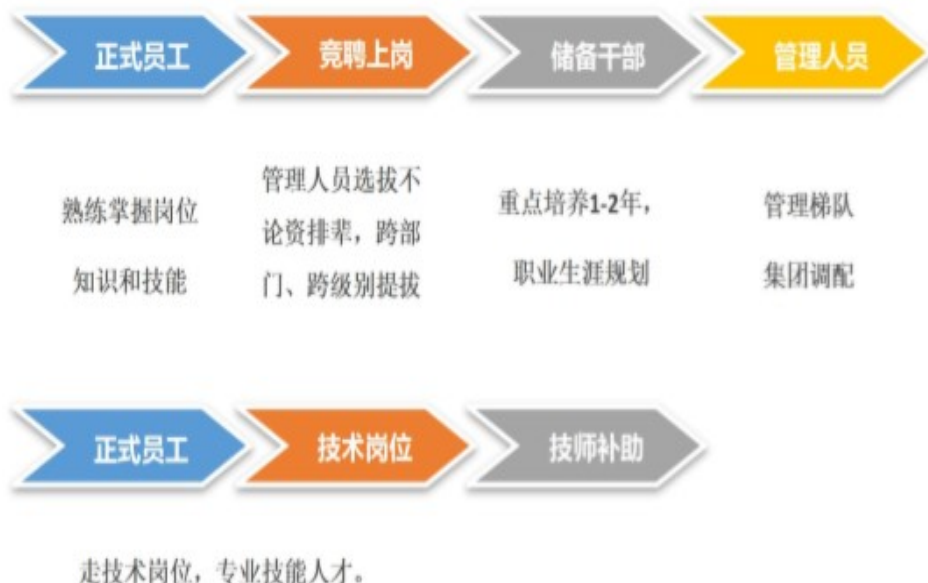 正式员工
竞聘上岗
储备干部
管理人员
熟练掌握岗位
知识和技能
管理人员选拔不
论资排辈，跨部
门、跨级别提拔
重点培养1-2年，
职业生涯规划
管理梯队
集团调配
正式员工
技术岗位
技师补助
走技术岗位，专业技能人才。